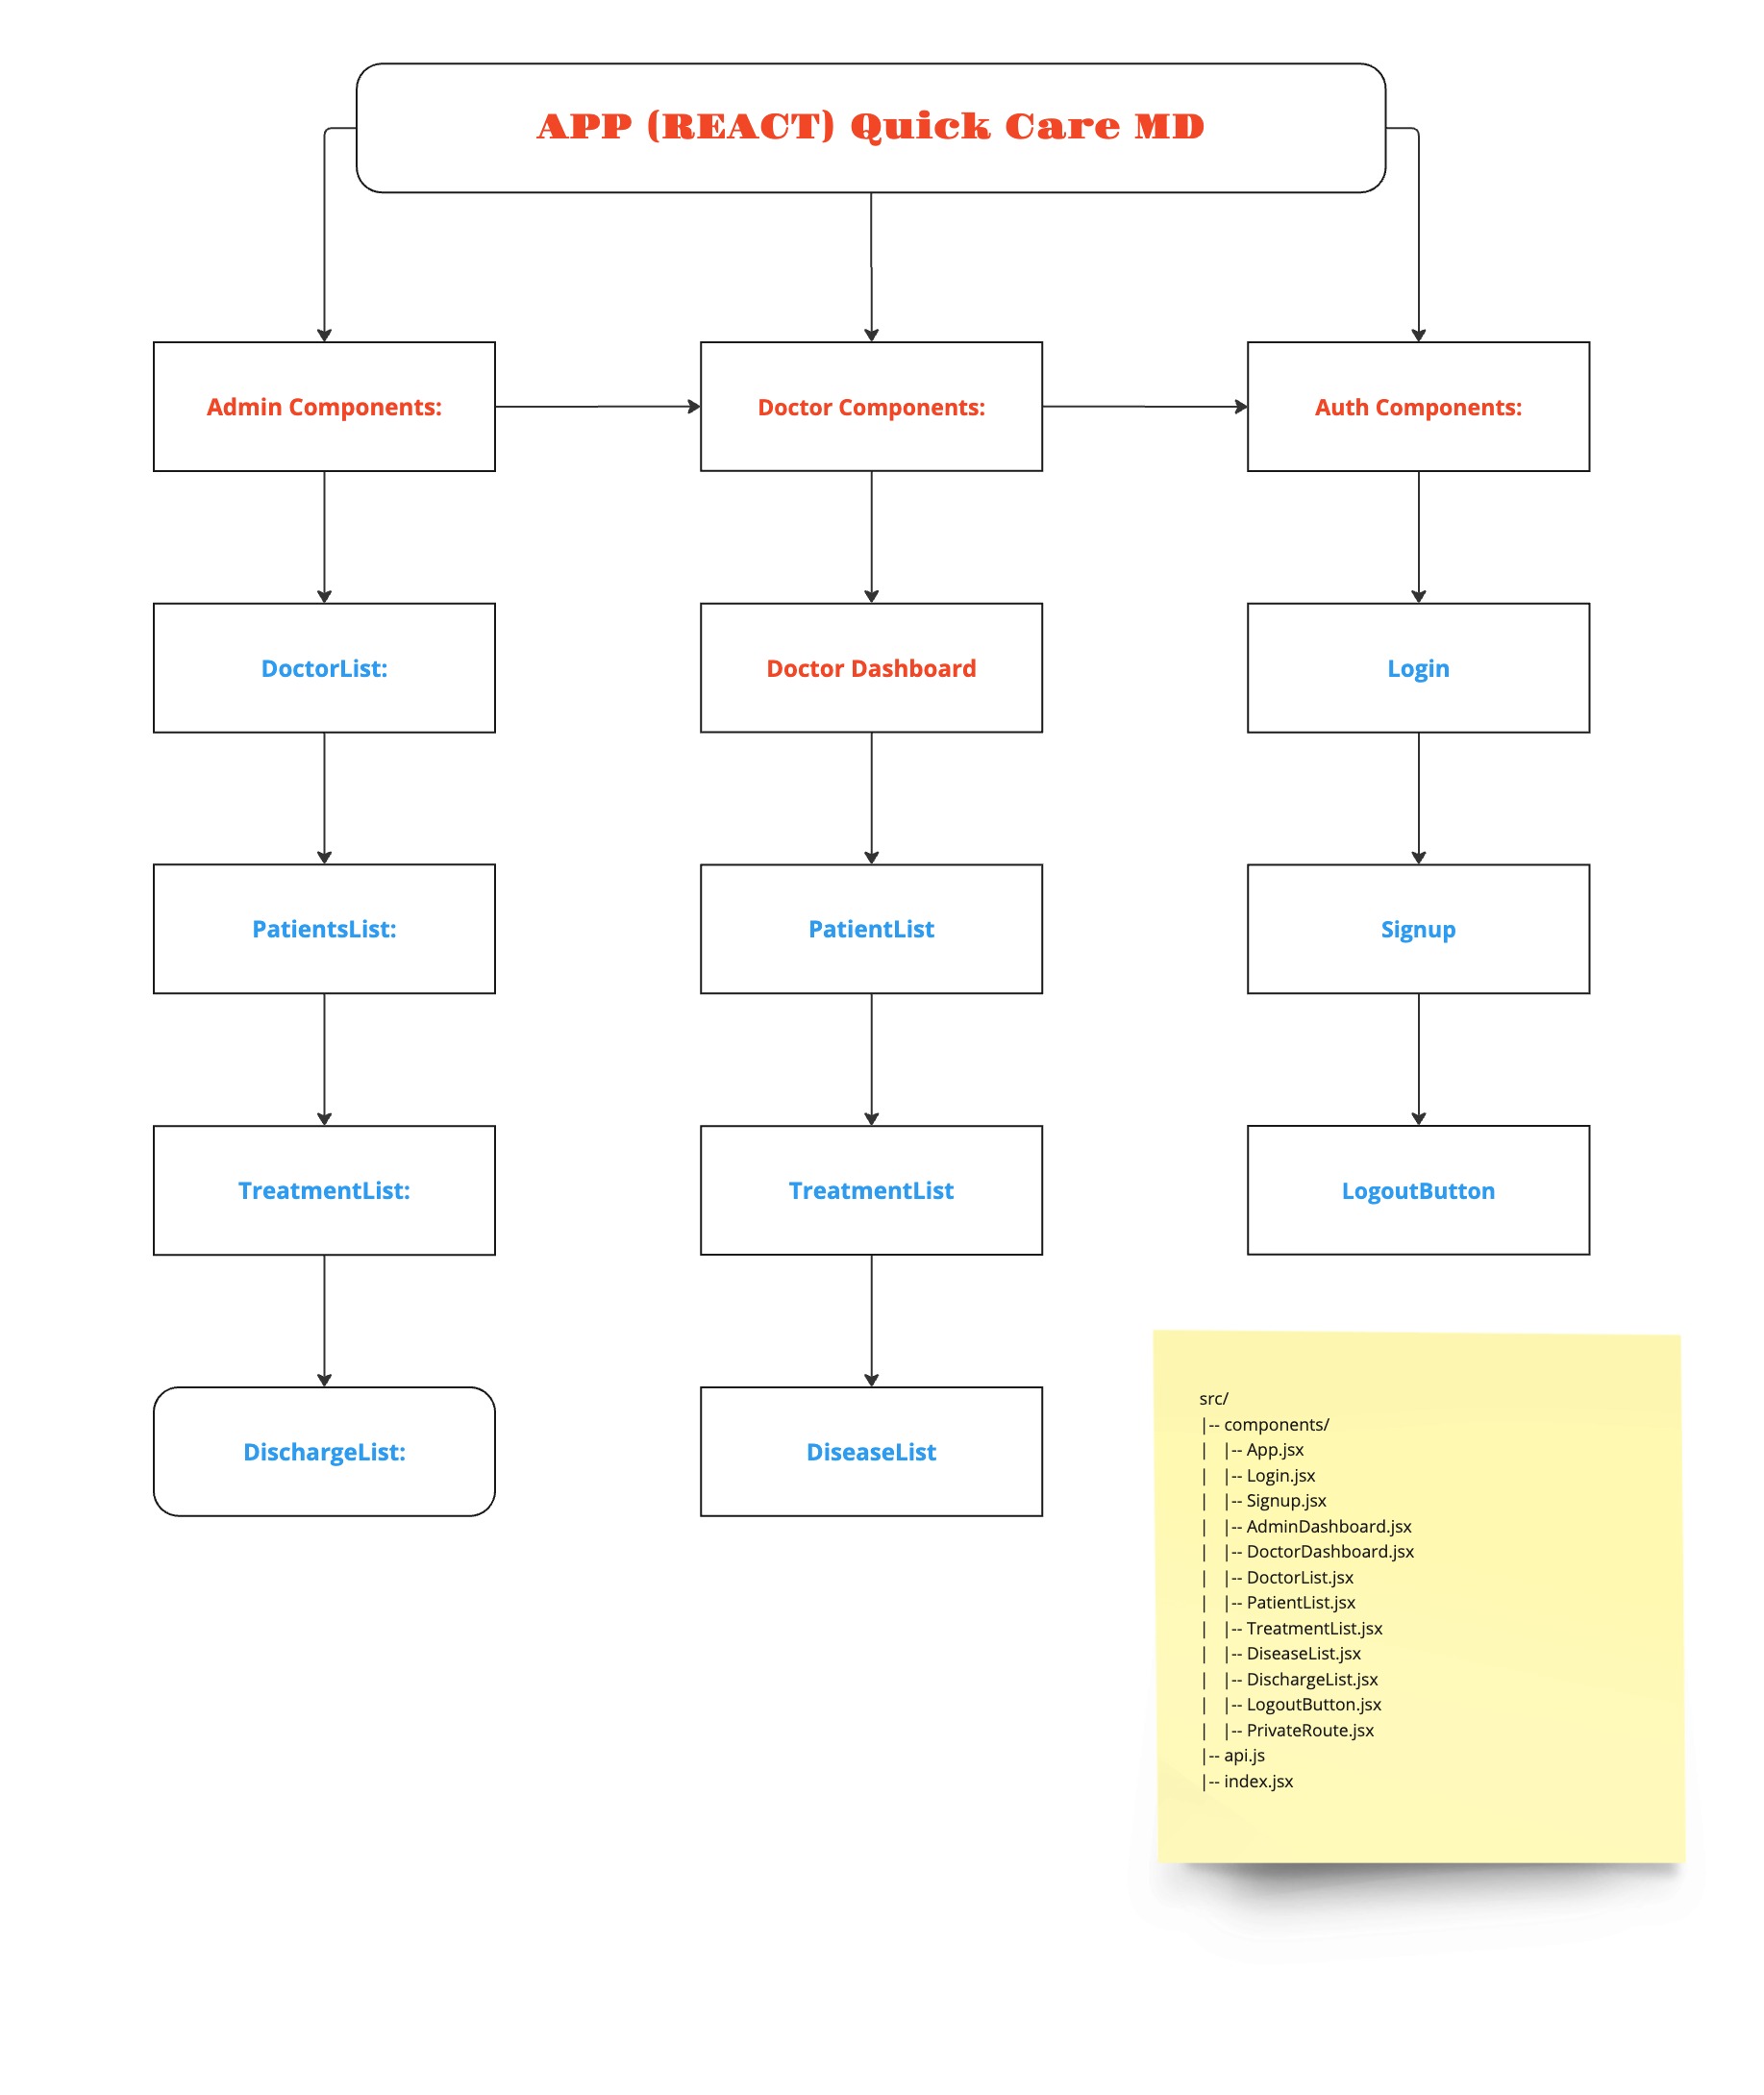 APP (REACT) Quick Care MD
Admin Components:
Doctor Components:
Auth Components:
DoctorList:
Doctor Dashboard
Login
PatientsList:
PatientList
Signup
TreatmentList:
TreatmentList
LogoutButton
DischargeList:
DiseaseList
src/
|-- components/
|   |-- App.jsx
|   |-- Login.jsx
|   |-- Signup.jsx
|   |-- AdminDashboard.jsx
|   |-- DoctorDashboard.jsx
|   |-- DoctorList.jsx
|   |-- PatientList.jsx
|   |-- TreatmentList.jsx
|   |-- DiseaseList.jsx
|   |-- DischargeList.jsx
|   |-- LogoutButton.jsx
|   |-- PrivateRoute.jsx
|-- api.js
|-- index.jsx